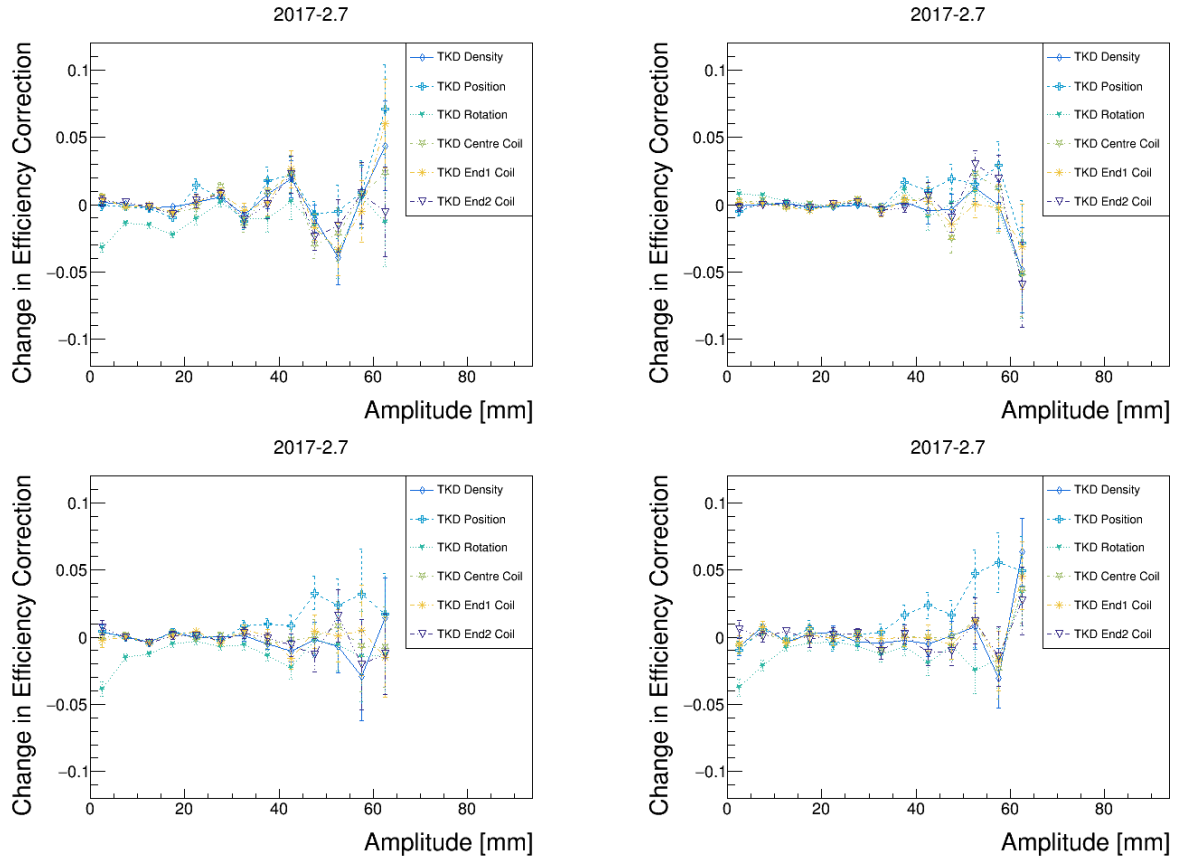 2017-2.7
Change in Efficiency Correction
0.1
0.05
0
−0.05
−0.1
TKD Density
TKD Position
TKD Rotation
TKD Centre Coil
TKD End1 Coil
TKD End2 Coil
0 20 40 60 80
Amplitude [mm]
2017-2.7
Change in Efficiency Correction
0.1
0.05
0
−0.05
−0.1
TKD Density
TKD Position
TKD Rotation
TKD Centre Coil
TKD End1 Coil
TKD End2 Coil
0 20 40 60 80
Amplitude [mm]
2017-2.7
Change in Efficiency Correction
0.1
0.05
0
−0.05
−0.1
TKD Density
TKD Position
TKD Rotation
TKD Centre Coil
TKD End1 Coil
TKD End2 Coil
0 20 40 60 80
Amplitude [mm]
2017-2.7
Change in Efficiency Correction
0.1
0.05
0
−0.05
−0.1
TKD Density
TKD Position
TKD Rotation
TKD Centre Coil
TKD End1 Coil
TKD End2 Coil
0 20 40 60 80
Amplitude [mm]